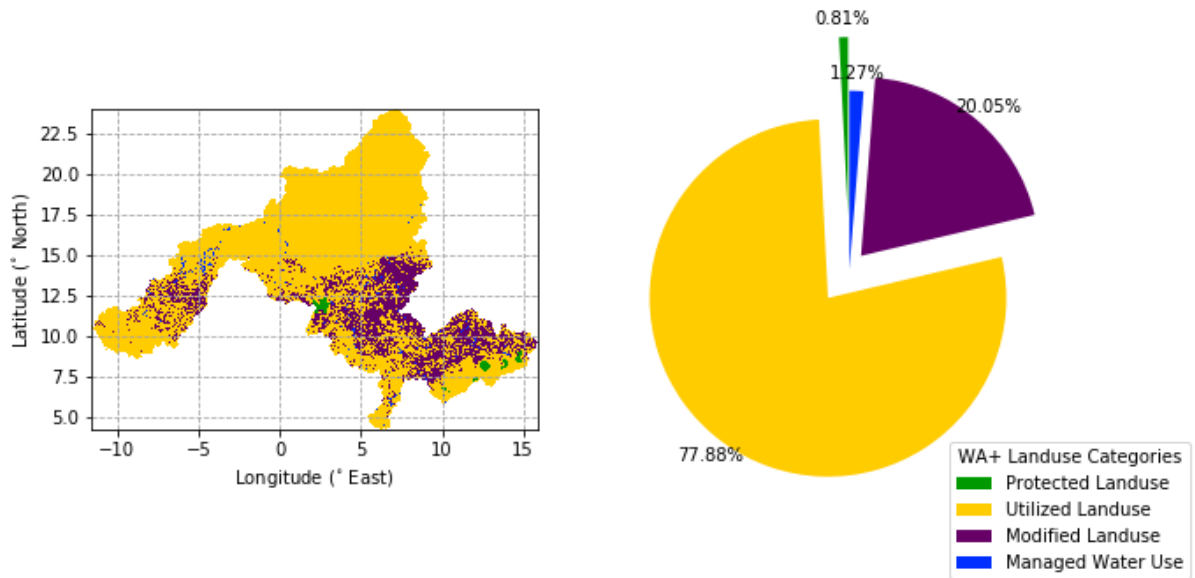 0.81%
1.27%
20.05%
77.88%
22.5
20.0
17.5
15.0
12.5
10.0
7.5
5.0
Latitude (° North)
−10 −5 0 5 10 15
Longitude (° East)
WA+ Landuse Categories
Protected Landuse
Utilized Landuse
Modified Landuse
Managed Water Use